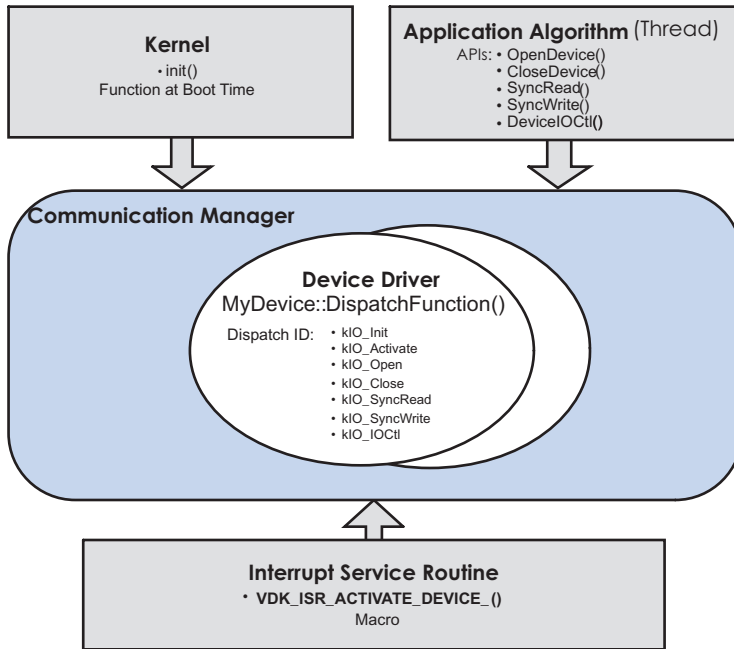 Kernel
• init()
Function at Boot Time
Application Algorithm (Thread)
APIs: • OpenDevice()
• CloseDevice()
• SyncRead()
• SyncWrite()
• DeviceIOCtl()
Communication Manager
Device Driver
MyDevice::DispatchFunction()
Dispatch ID: • kIO_Init
• kIO_Activate
• kIO_Open
• kIO_Close
• kIO_SyncRead
• kIO_SyncWrite
• kIO_IOCtl
Interrupt Service Routine
• VDK_ISR_ACTIVATE_DEVICE_()
Macro